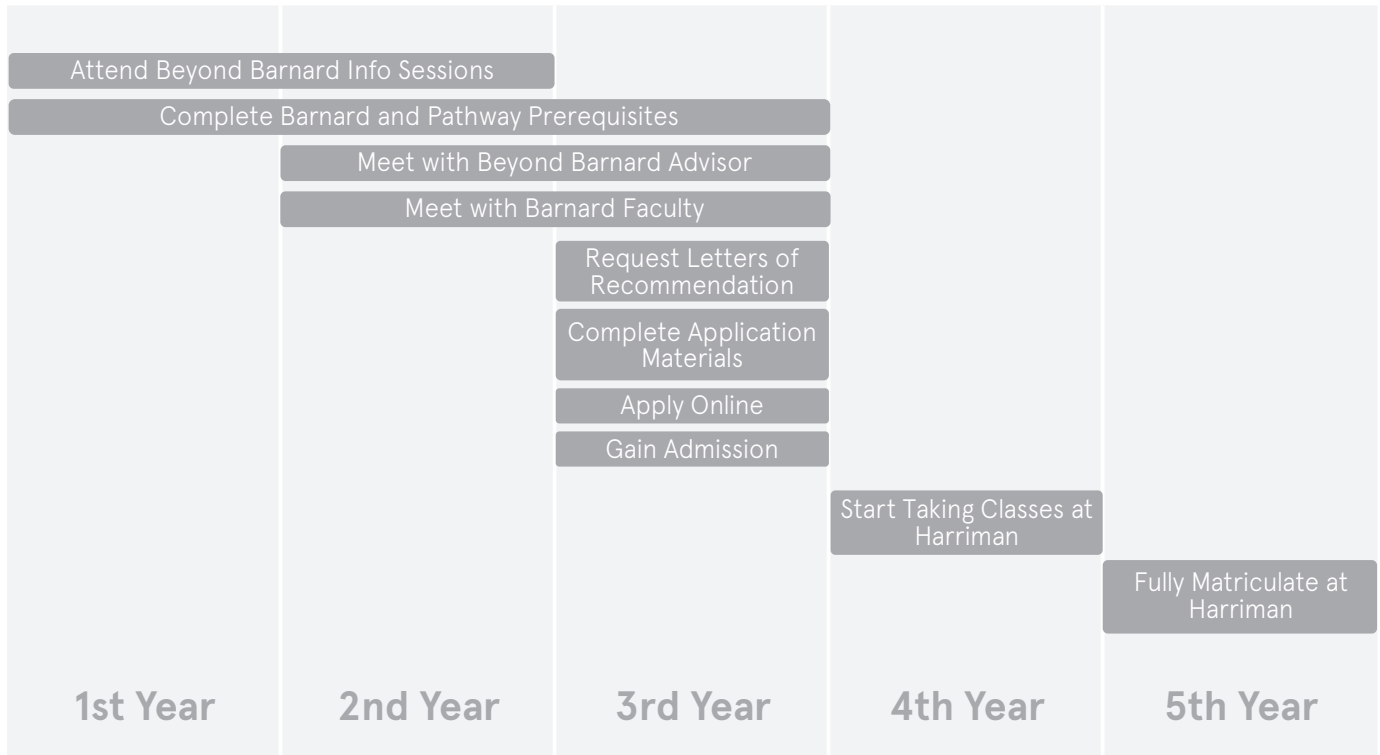 Attend Beyond Barnard Info Sessions
Complete Barnard and Pathway Prerequisites
Meet with Beyond Barnard Advisor
Meet with Barnard Faculty
Request Letters of
Recommendation
Complete Application
Materials
Apply Online
Gain Admission
Start Taking Classes at
Harriman
Fully Matriculate at
Harriman
1st Year
2nd Year
3rd Year
4th Year
5th Year